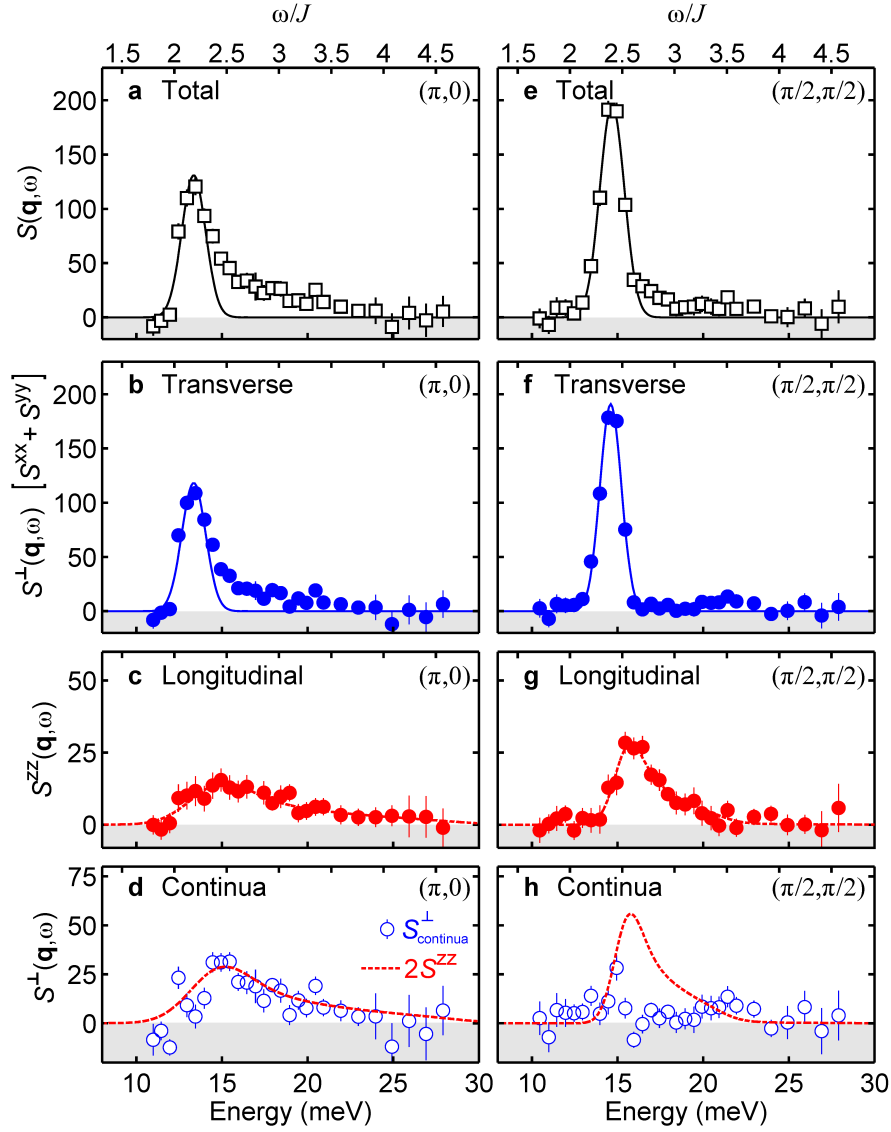 ω/J ω/J
1.5 2 2.5 3 3.5 4 4.5 2 2.5 3 3.5 4 4.5
a Total (π,0) e Total (π/2,π/2)
200
150
100
50
0
S(q,ω)
b Transverse (π,0) f Transverse (π/2,π/2)
200
150
100
50
0
S⊥(q,ω) [Sxx + Syy]
c Longitudinal (π,0) g Longitudinal (π/2,π/2)
50
25
0
Szz(q,ω)
d Continua (π,0) h Continua (π/2,π/2)
75
50
25
0
S⊥(q,ω)
S⊥continua
2Szz
10 15 20 25 30 10 15 20 25 30
Energy (meV) Energy (meV)